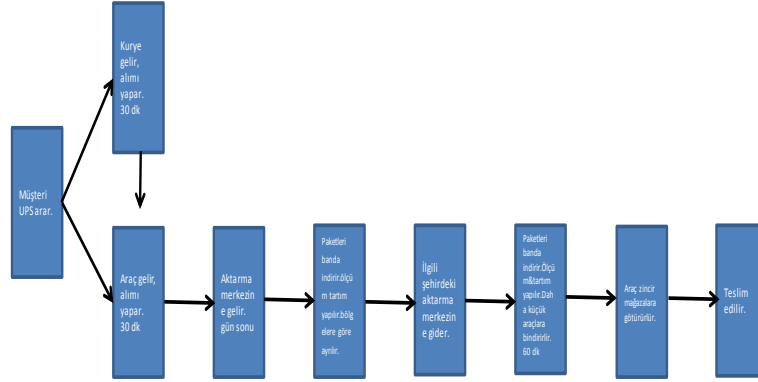 Müşteri
UPS arar.
Kurye
gelir,
alımı
yapar.
30 dk
Araç gelir,
alımı
yapar.
30 dk
Aktarma
merkezin
e gelir.
gün sonu
Paketleri
banda
indirir.ölçü
m tartım
yapılır.bölg
elere göre
ayrılır.
İlgili
şehirdeki
aktarma
merkezin
e gider.
Paketleri
banda
indirir.Ölçü
m&tartım
yapılır.Dah
a küçük
araçlara
bindirirlir.
60 dk
Araç zincir
mağazalara
götürürlür.
Teslim
edilir.